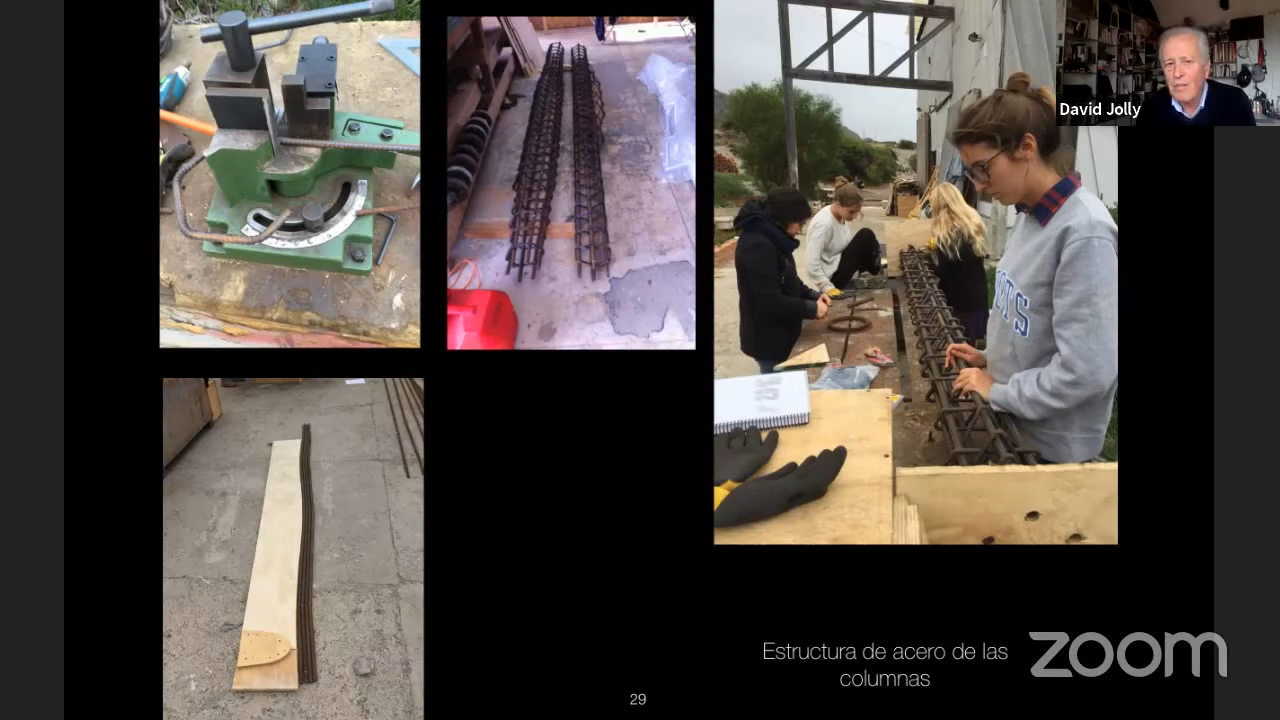 David Jolly
Estructura de acero de las
columnas
zoom
29